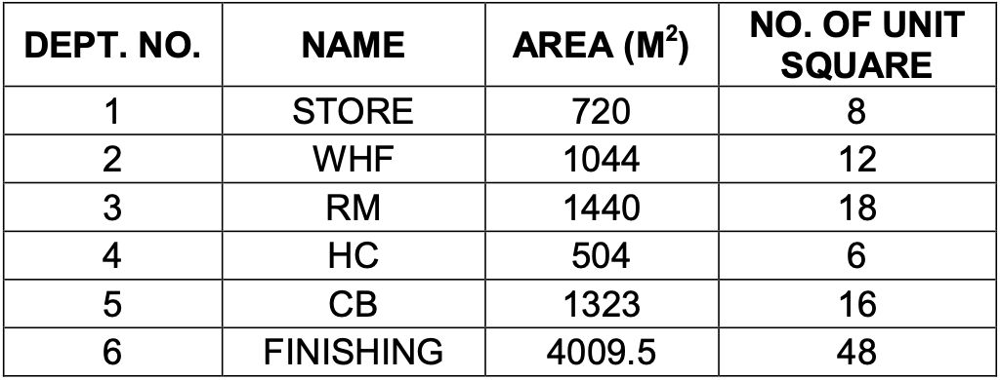 DEPT. NO. NAME AREA (M²) NO. OF UNIT SQUARE
1 STORE 720 8
2 WHF 1044 12
3 RM 1440 18
4 HC 504 6
5 CB 1323 16
6 FINISHING 4009.5 48